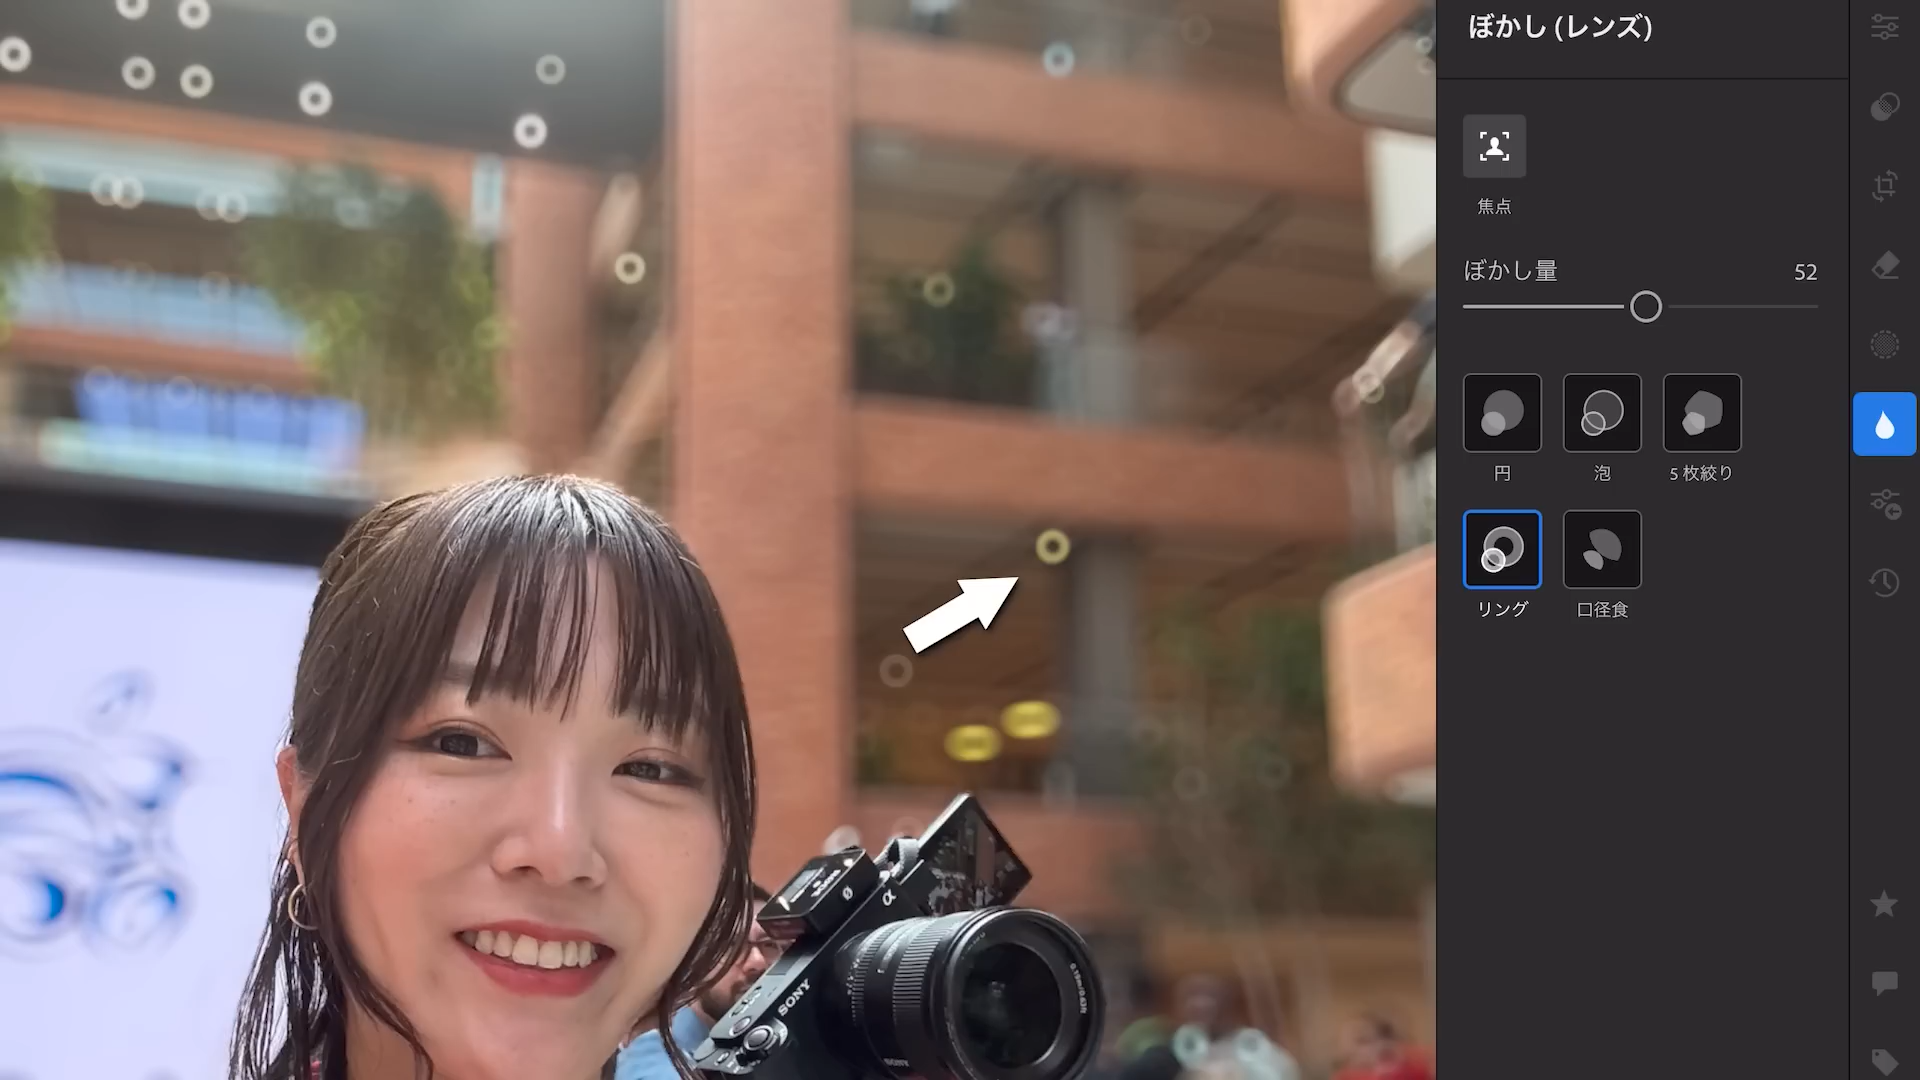 ぼかし (レンズ)
焦点
ぼかし量 52
円 泡 5 枚絞り
リング 口径食
SONY
α
SONY